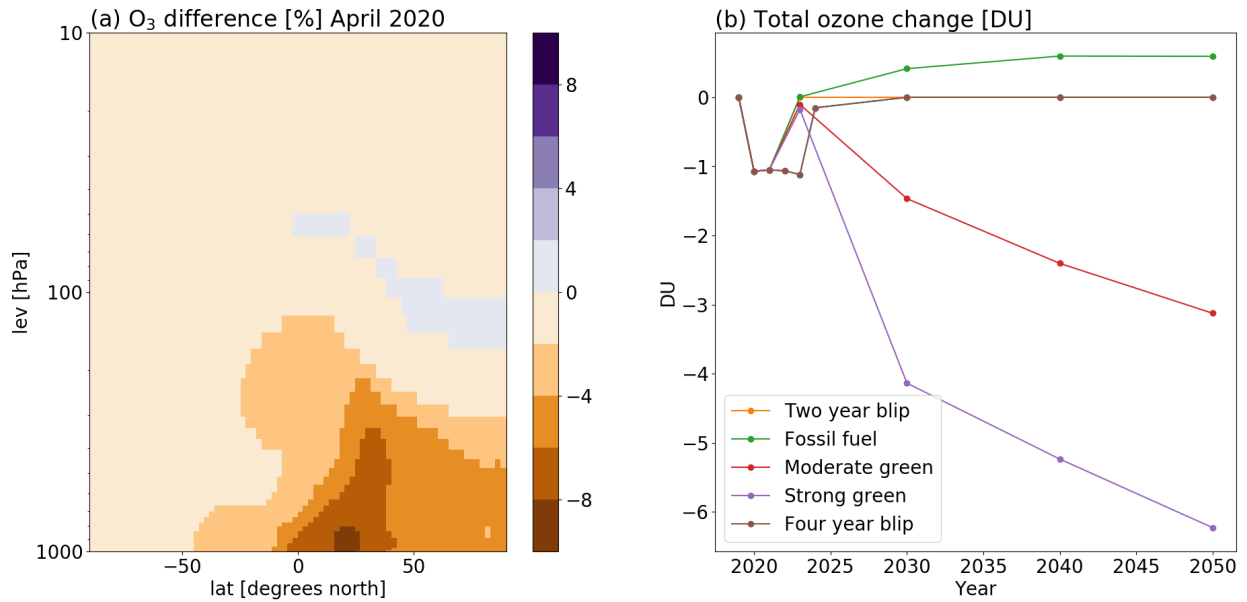 (a) O₃ difference [%] April 2020
10
100
1000
lev [hPa]
−50
0
50
lat [degrees north]
8
4
0
−4
−8
(b) Total ozone change [DU]
0
−1
−2
−3
−4
−5
−6
DU
Two year blip
Fossil fuel
Moderate green
Strong green
Four year blip
2020
2025
2030
2035
2040
2045
2050
Year